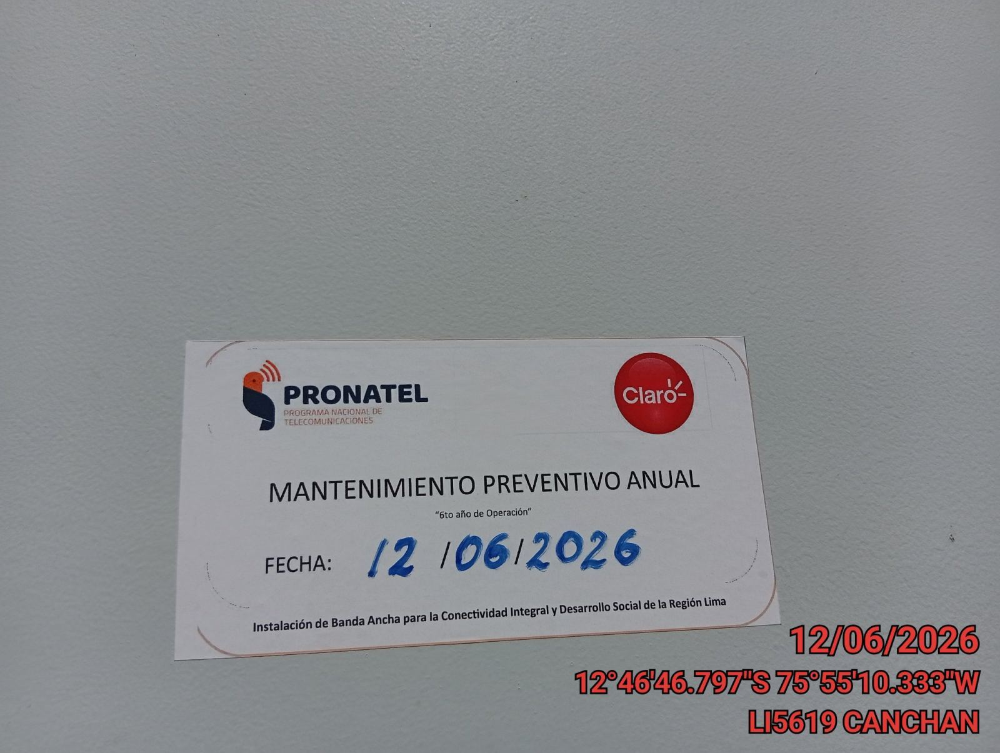 PRONATEL
PROGRAMA NACIONAL DE
TELECOMUNICACIONES
Claro
MANTENIMIENTO PREVENTIVO ANUAL
"6to año de Operación"
FECHA: 12 /06/2026
Instalación de Banda Ancha para la Conectividad Integral y Desarrollo Social de la Región Lima
12/06/2026
12°46'46.797"S 75°55'10.333"W
LI5619 CANCHAN